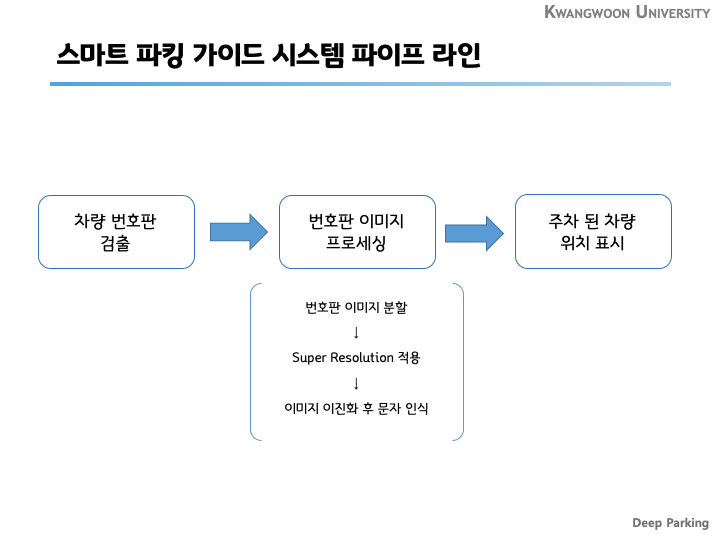 KWANGWOON UNIVERSITY
스마트 파킹 가이드 시스템 파이프 라인
차량 번호판
검출
번호판 이미지
프로세싱
주차 된 차량
위치 표시
번호판 이미지 분할
↓
Super Resolution 적용
↓
이미지 이진화 후 문자 인식
Deep Parking